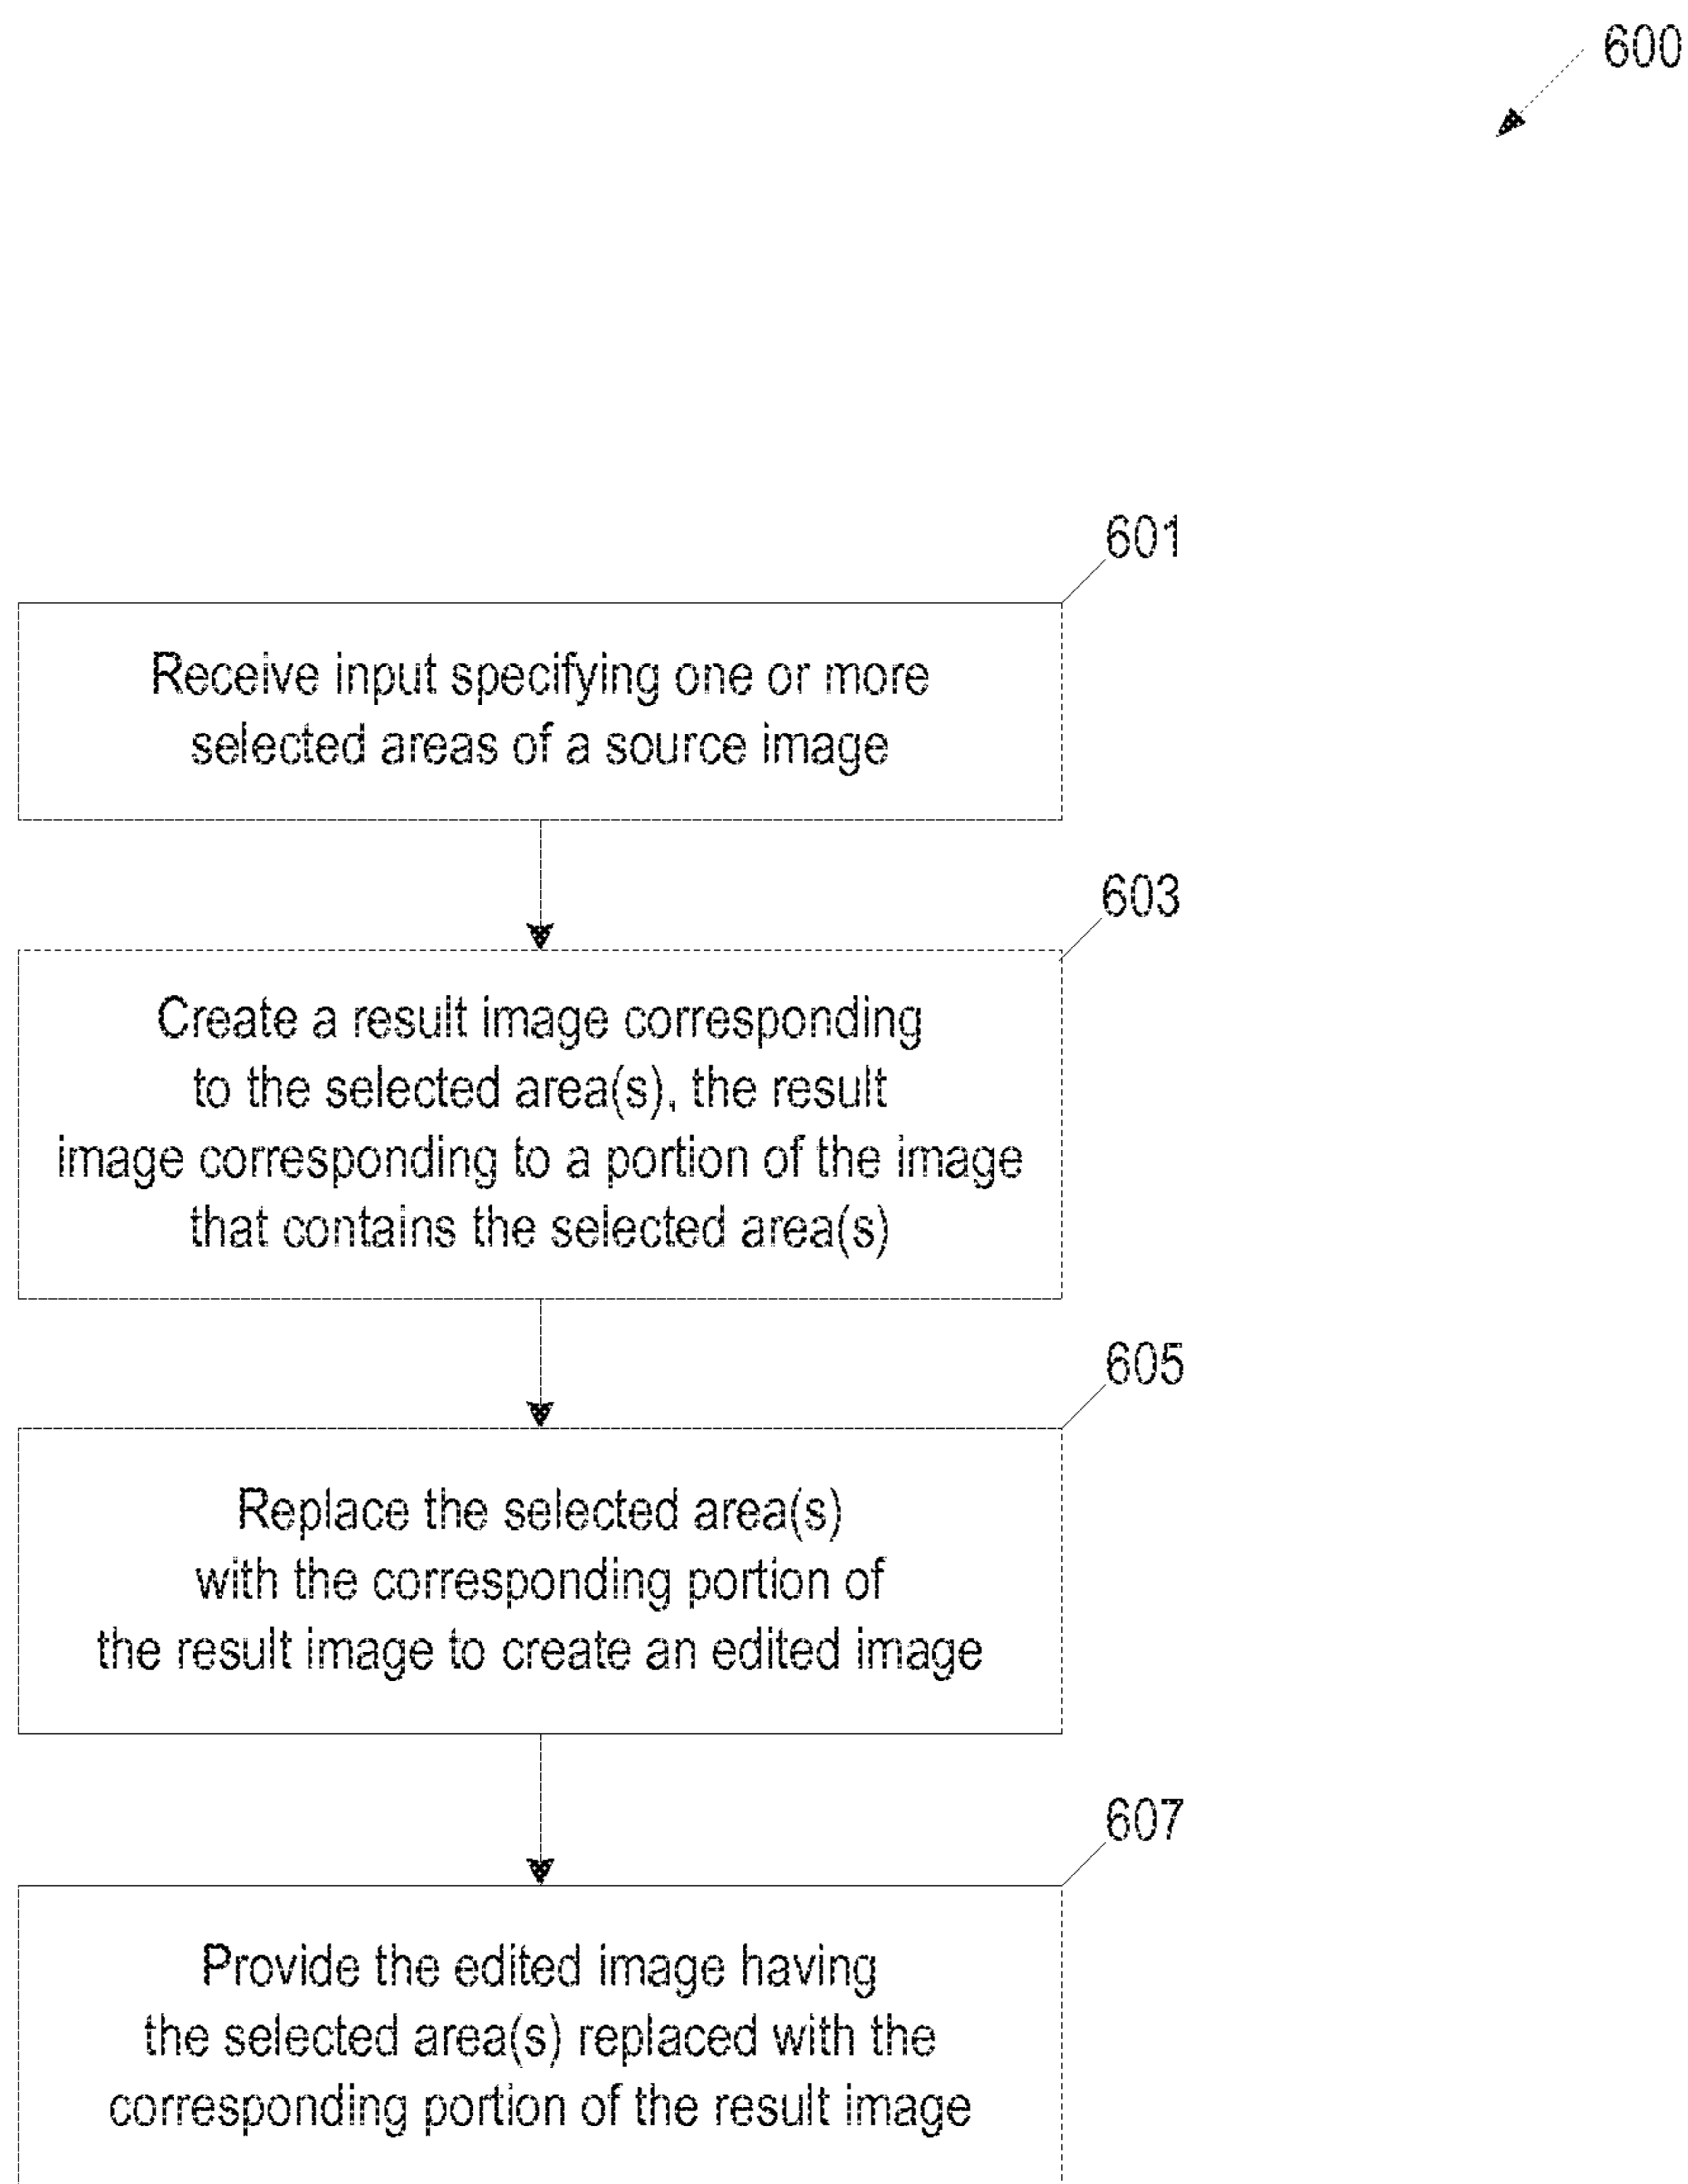 600
601
Receive input specifying one or more
selected areas of a source image
603
Create a result image corresponding
to the selected area(s), the result
image corresponding to a portion of the image
that contains the selected area(s)
605
Replace the selected area(s)
with the corresponding portion of
the result image to create an edited image
607
Provide the edited image having
the selected area(s) replaced with the
corresponding portion of the result image